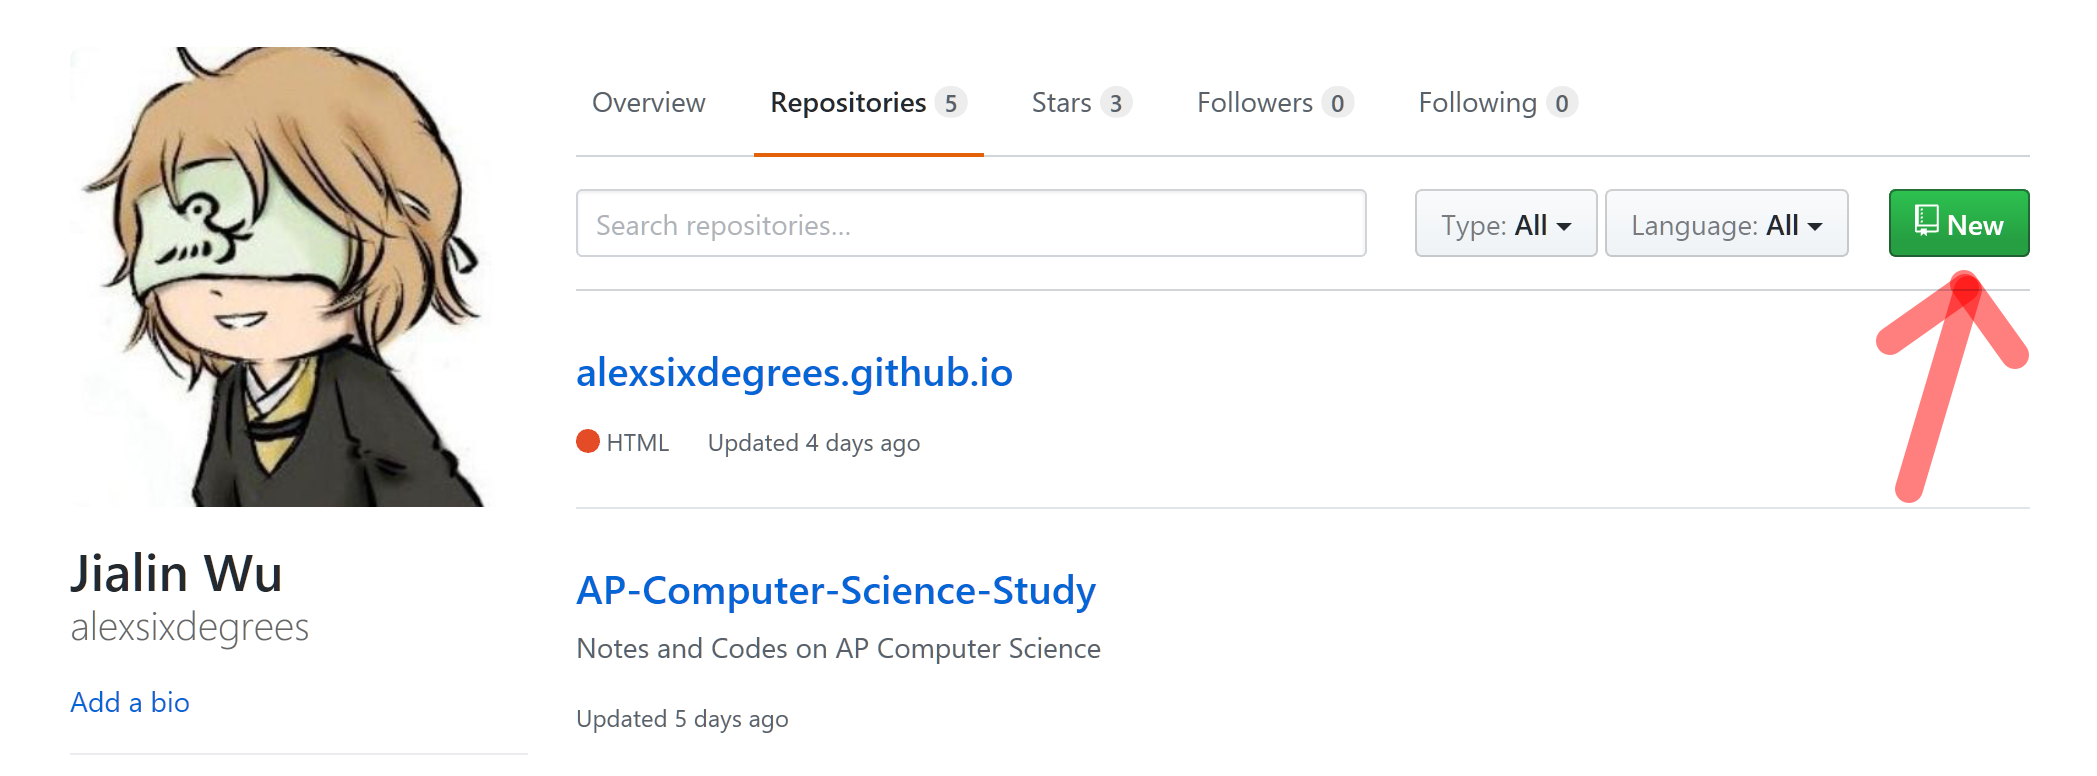 Overview Repositories 5 Stars 3 Followers 0 Following 0
Search repositories... Type: All Language: All New
alexsixdegrees.github.io
HTML Updated 4 days ago
Jialin Wu
alexsixdegrees
Add a bio
AP-Computer-Science-Study
Notes and Codes on AP Computer Science
Updated 5 days ago